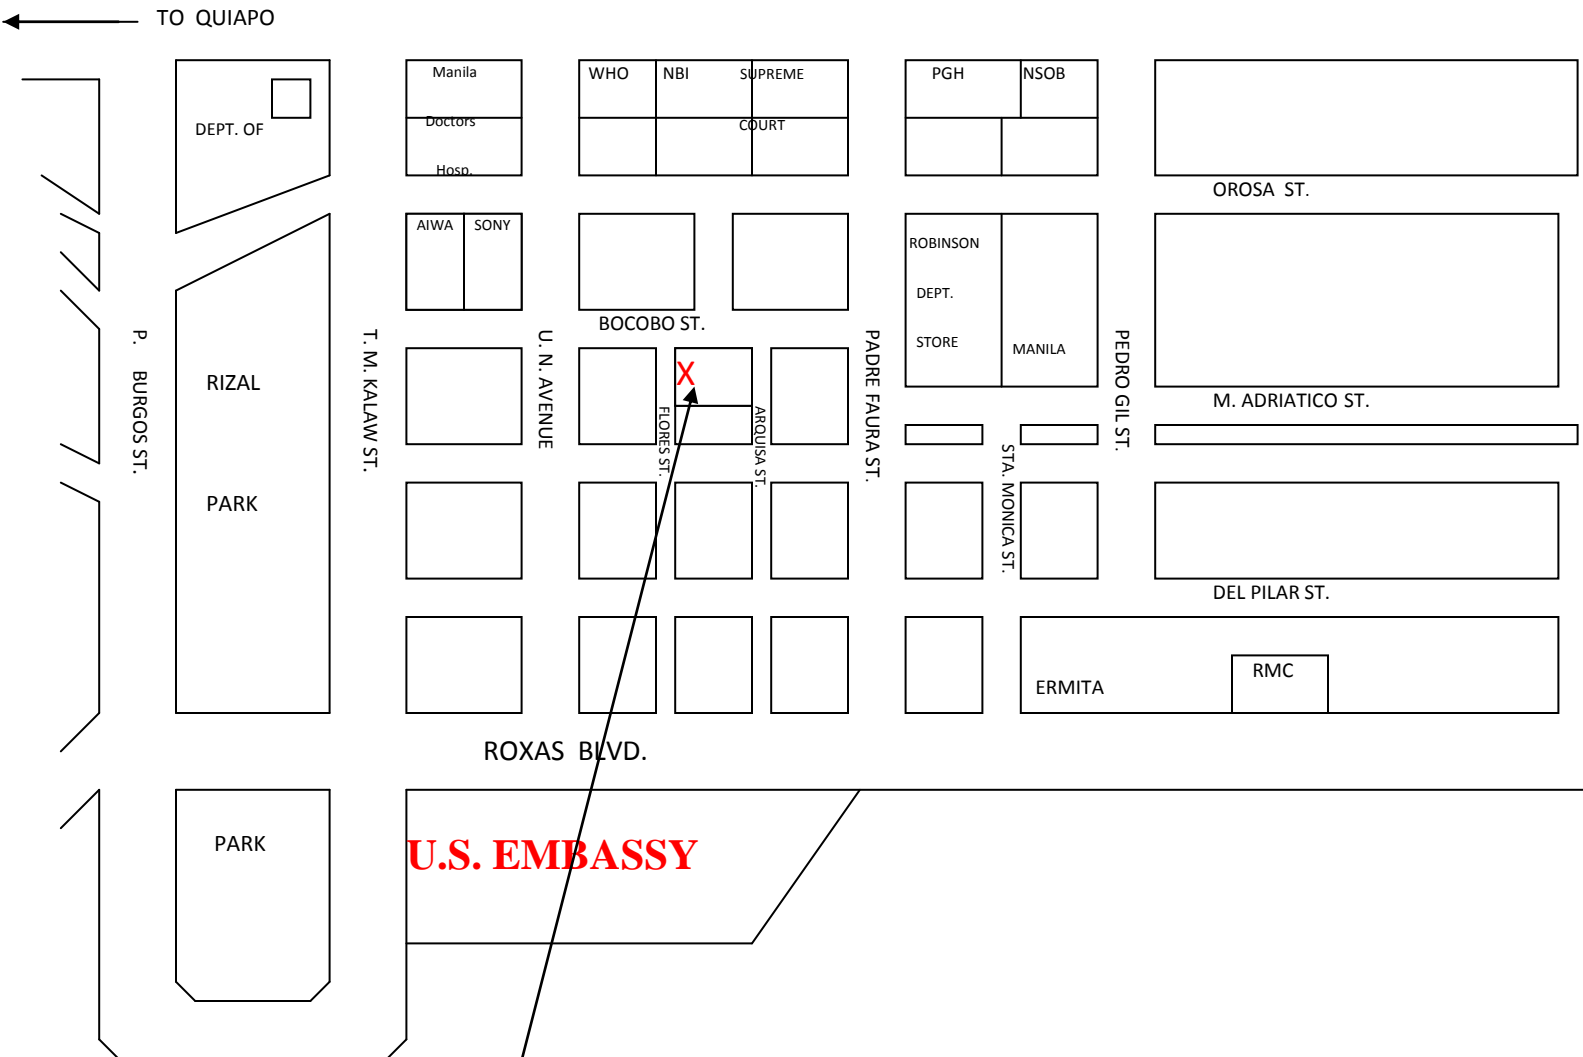 TO QUIAPO
Manila
Doctors
Hosp.
WHO
NBI
SUPREME
COURT
PGH
NSOB
DEPT. OF
OROSA ST.
AIWA
SONY
ROBINSON
DEPT.
STORE
MANILA
BOCOBO ST.
P. BURGOS ST.
RIZAL
PARK
T. M. KALAW ST.
U. N. AVENUE
X
FLORES ST.
ARQUISA ST.
PADRE FAURA ST.
PEDRO GIL ST.
M. ADRIATICO ST.
STA. MONICA ST.
DEL PILAR ST.
ERMITA
RMC
ROXAS BLVD.
PARK
U.S. EMBASSY